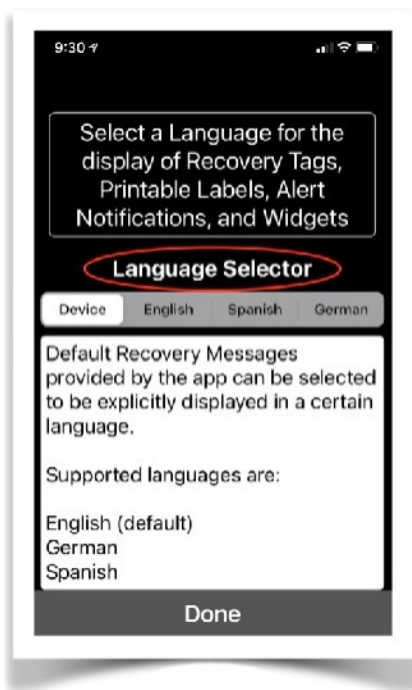 9:30
Select a Language for the
display of Recovery Tags,
Printable Labels, Alert
Notifications, and Widgets
Language Selector
Device English Spanish German
Default Recovery Messages
provided by the app can be selected
to be explicitly displayed in a certain
language.
Supported languages are:
English (default)
German
Spanish
Done